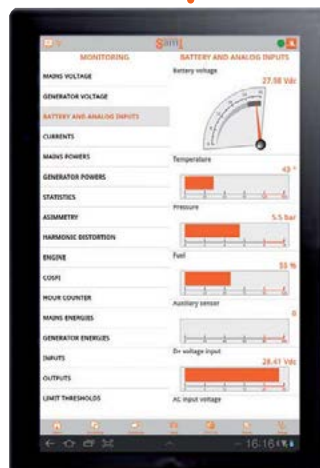 Sam1
MONITORING
MAINS VOLTAGE
GENERATOR VOLTAGE
BATTERY AND ANALOG INPUTS
CURRENTS
MAINS POWERS
GENERATOR POWERS
STATISTICS
ASIMMETRY
HARMONIC DISTORTION
ENGINE
COSFI
HOUR COUNTER
MAINS ENERGIES
GENERATOR ENERGIES
INPUTS
OUTPUTS
LIMIT THRESHOLDS
BATTERY AND ANALOG INPUTS
Battery voltage
27.98 Vdc
Temperature
43 °
Pressure
5.5 bar
Fuel
55 %
Auxiliary sensor
0
D+ voltage input
28.41 Vdc
AC input voltage
16:16